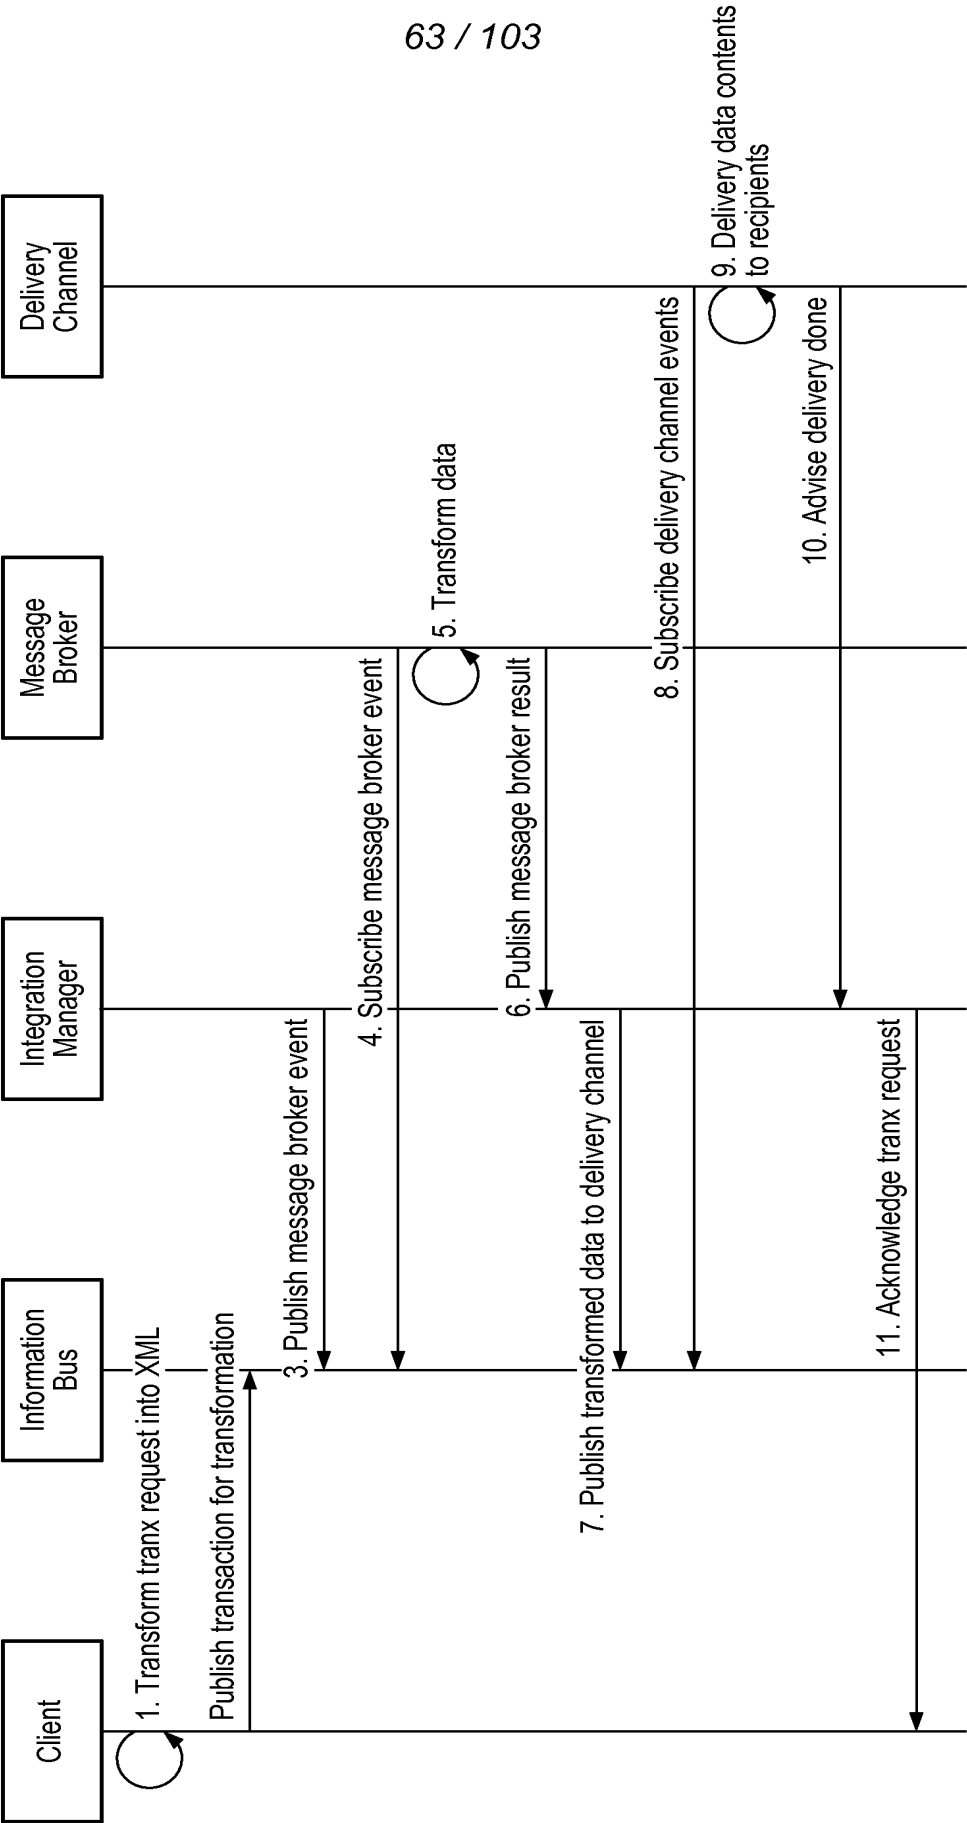 63 / 103
Client
Information
Bus
Integration
Manager
Message
Broker
Delivery
Channel
1. Transform tranx request into XML
Publish transaction for transformation
3. Publish message broker event
4. Subscribe message broker event
5. Transform data
6. Publish message broker result
7. Publish transformed data to delivery channel
8. Subscribe delivery channel events
9. Delivery data contents
to recipients
10. Advise delivery done
11. Acknowledge tranx request